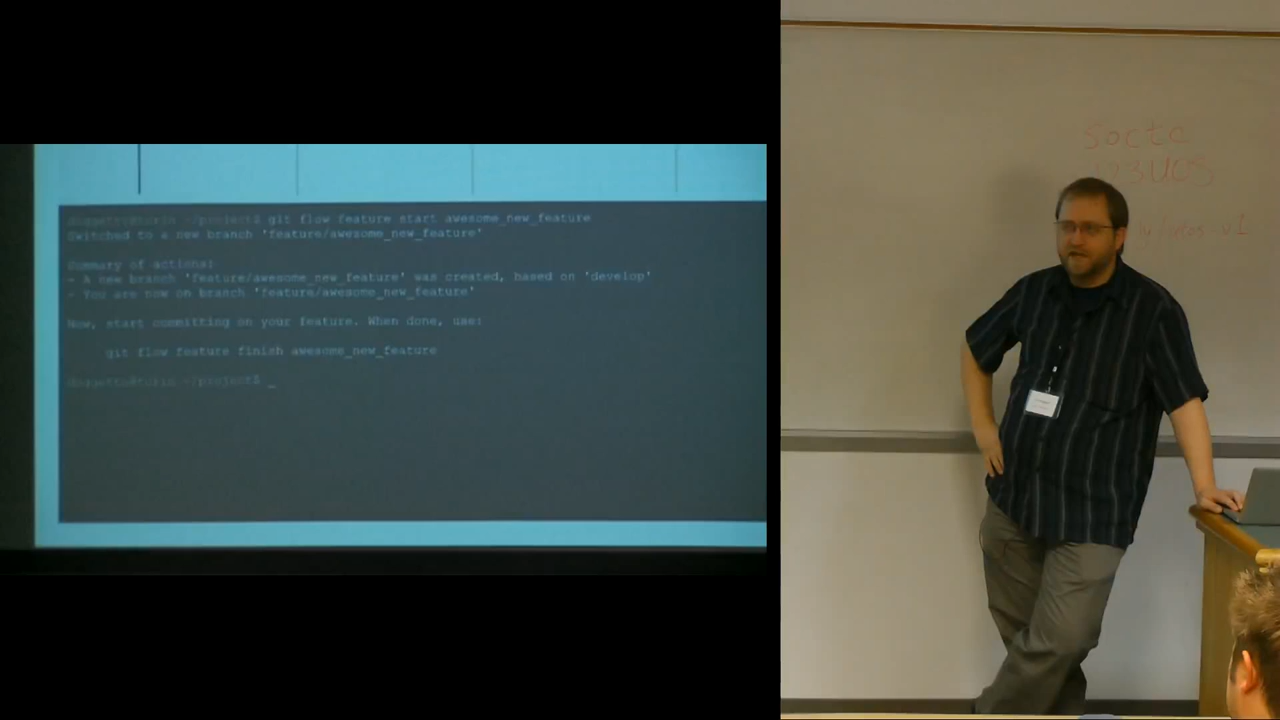 ~/project$ git flow feature start awesome_new_feature
Switched to a new branch 'feature/awesome_new_feature'
Summary of actions:
- A new branch 'feature/awesome_new_feature' was created, based on 'develop'
- You are now on branch 'feature/awesome_new_feature'
Now, start committing on your feature. When done, use:
git flow feature finish awesome_new_feature
~/project$ _